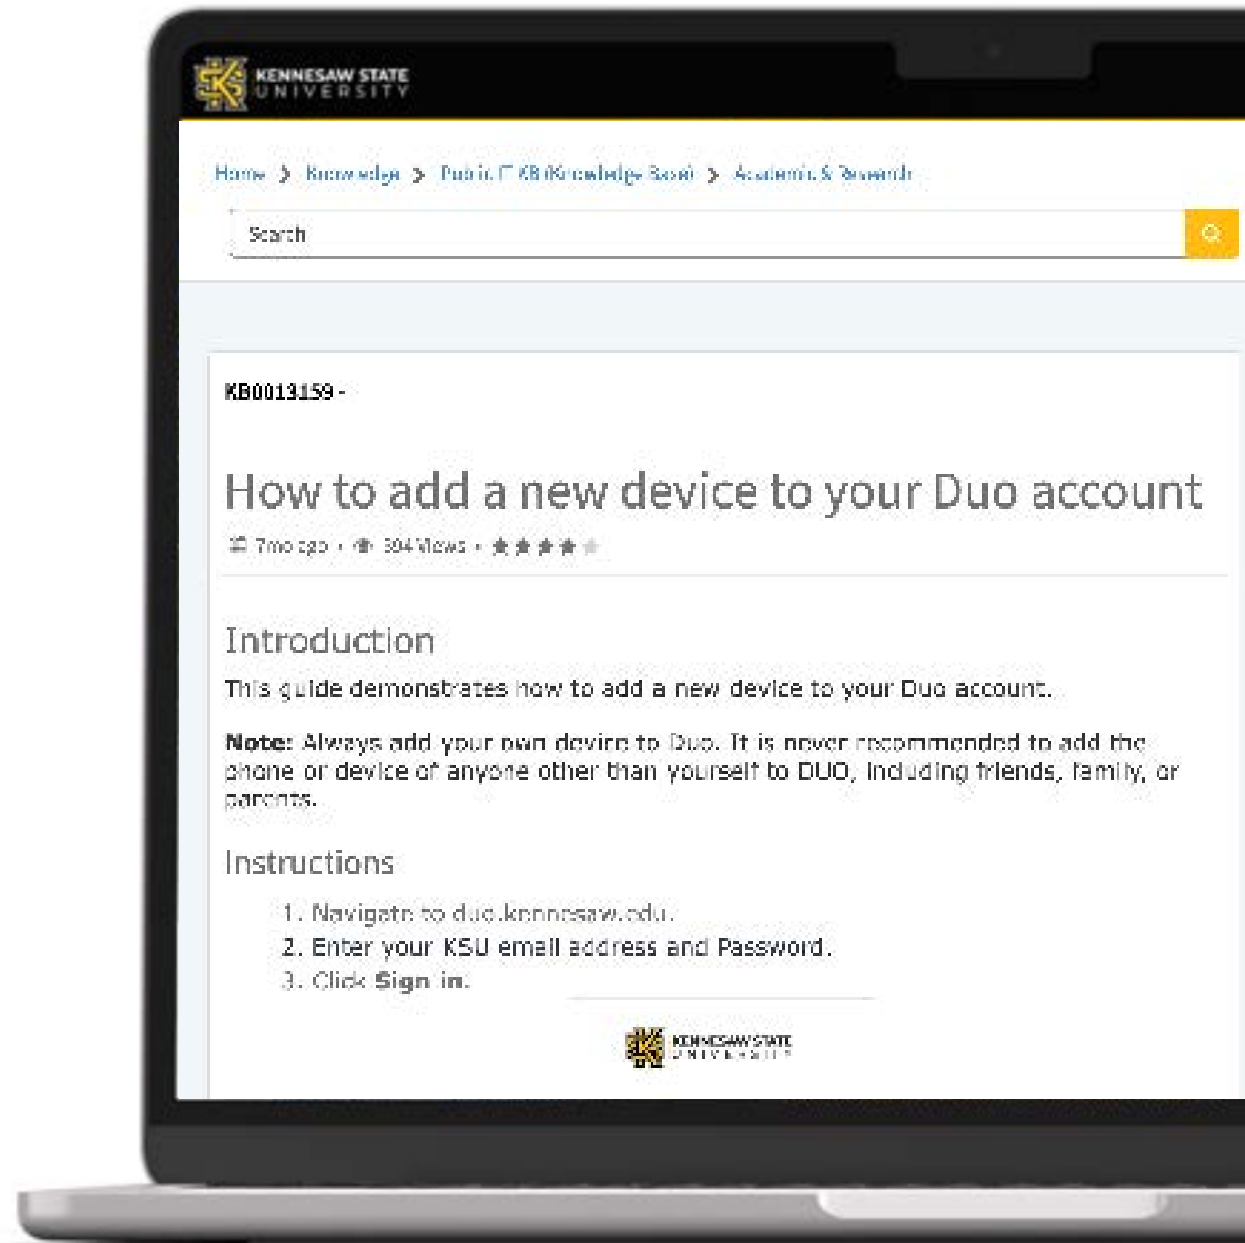 KENNESAW STATE
UNIVERSITY
Home > Knowledge > Public IT KB (Knowledge Base) > Academic & Research
Search
KB0013159 -
How to add a new device to your Duo account
7mo ago • 394 Views •
Introduction
This guide demonstrates how to add a new device to your Duo account.
Note: Always add your own device to Duo. It is never recommended to add the
phone or device of anyone other than yourself to DUO, including friends, family, or
parents.
Instructions
1. Navigate to duo.kennesaw.edu.
2. Enter your KSU email address and Password.
3. Click Sign in.
KENNESAW STATE
UNIVERSITY